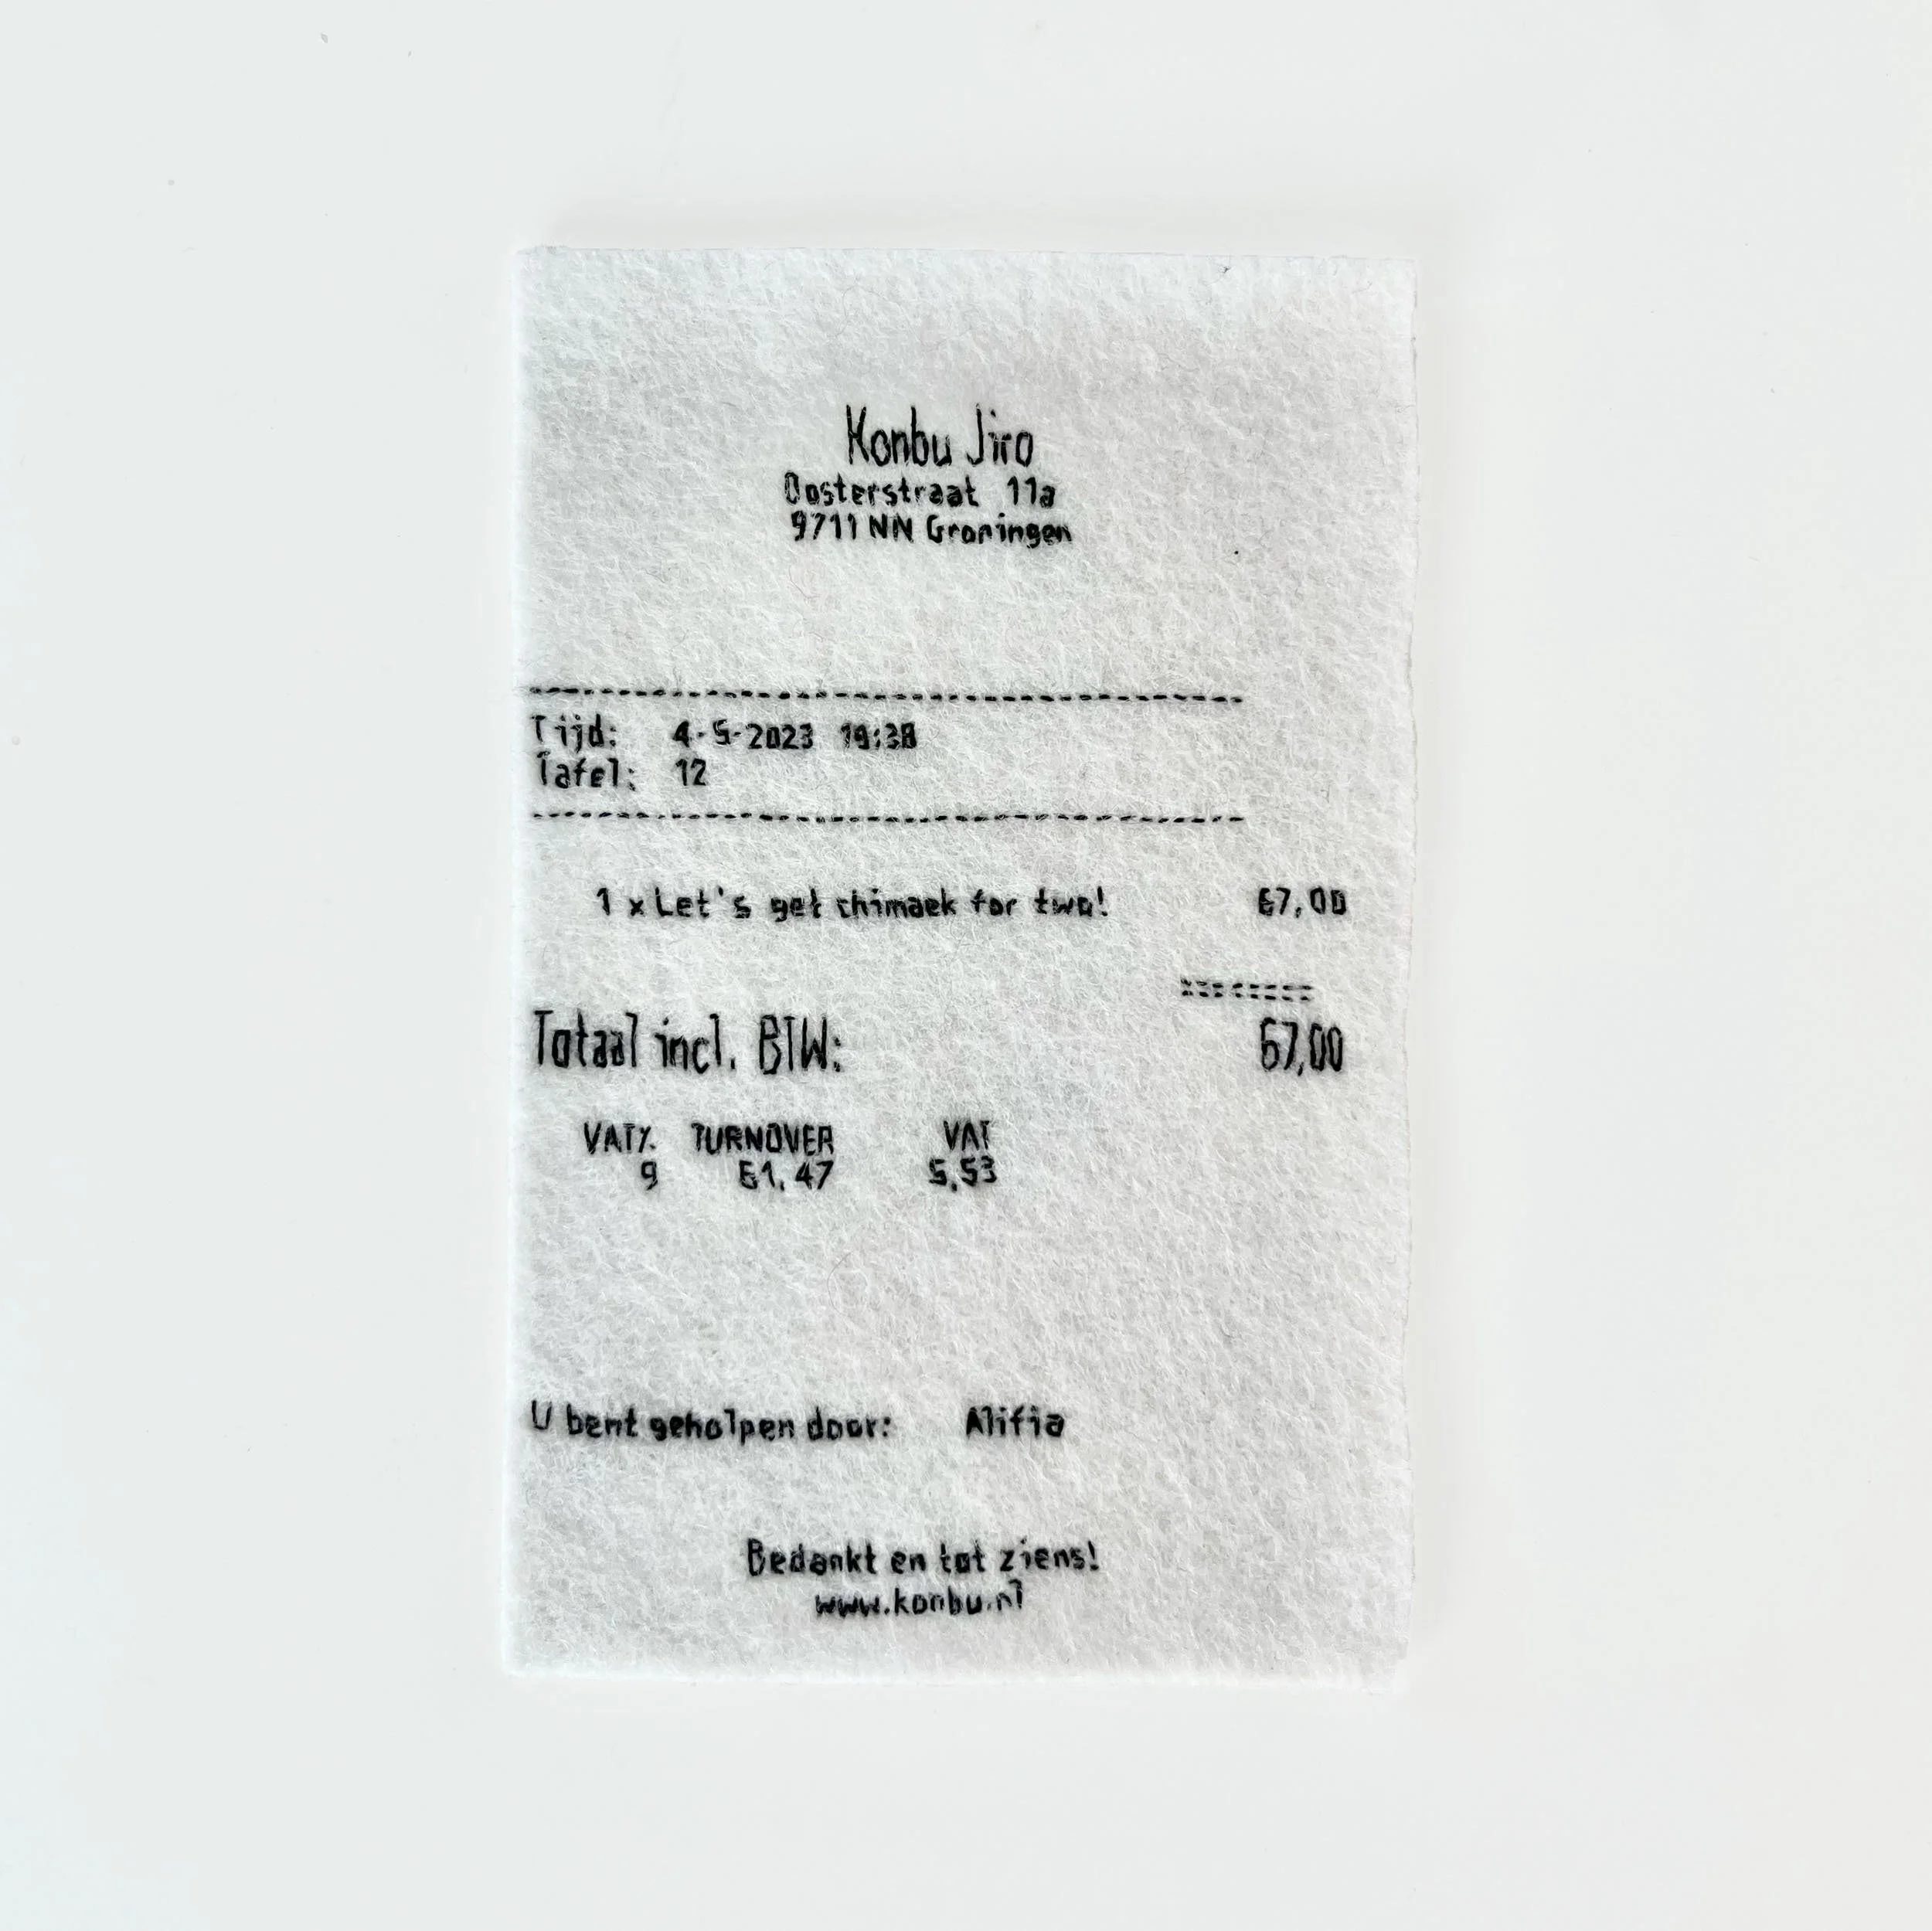 Konbu Jiro
Oosterstraat 11a
9711 NN Groningen
----------------------------------------
Tijd: 4-5-2023 19:38
Tafel: 12
----------------------------------------
1 x Let's get chimaek for two! 67,00
========
Totaal incl. BTW: 67,00
VAT% TURNOVER VAT
9 61,47 5,53
U bent geholpen door: Alifia
Bedankt en tot ziens!
www.konbu.nl